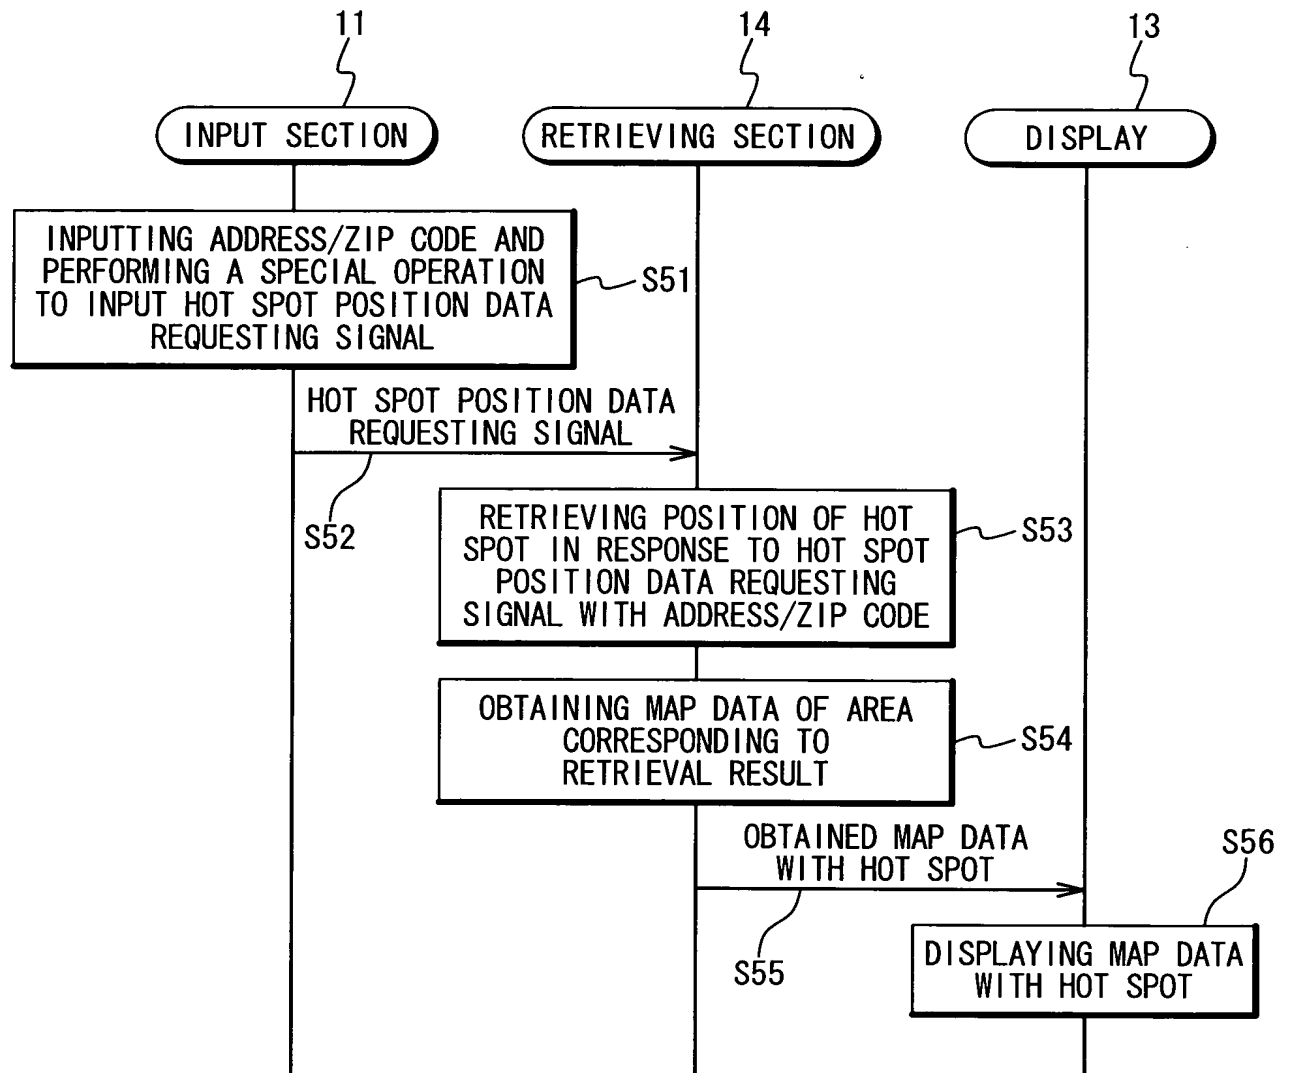 11
14
13
INPUT SECTION
RETRIEVING SECTION
DISPLAY
INPUTTING ADDRESS/ZIP CODE AND
PERFORMING A SPECIAL OPERATION
TO INPUT HOT SPOT POSITION DATA
REQUESTING SIGNAL
S51
HOT SPOT POSITION DATA
REQUESTING SIGNAL
S52
RETRIEVING POSITION OF HOT
SPOT IN RESPONSE TO HOT SPOT
POSITION DATA REQUESTING
SIGNAL WITH ADDRESS/ZIP CODE
S53
OBTAINING MAP DATA OF AREA
CORRESPONDING TO
RETRIEVAL RESULT
S54
OBTAINED MAP DATA
WITH HOT SPOT
S55
S56
DISPLAYING MAP DATA
WITH HOT SPOT